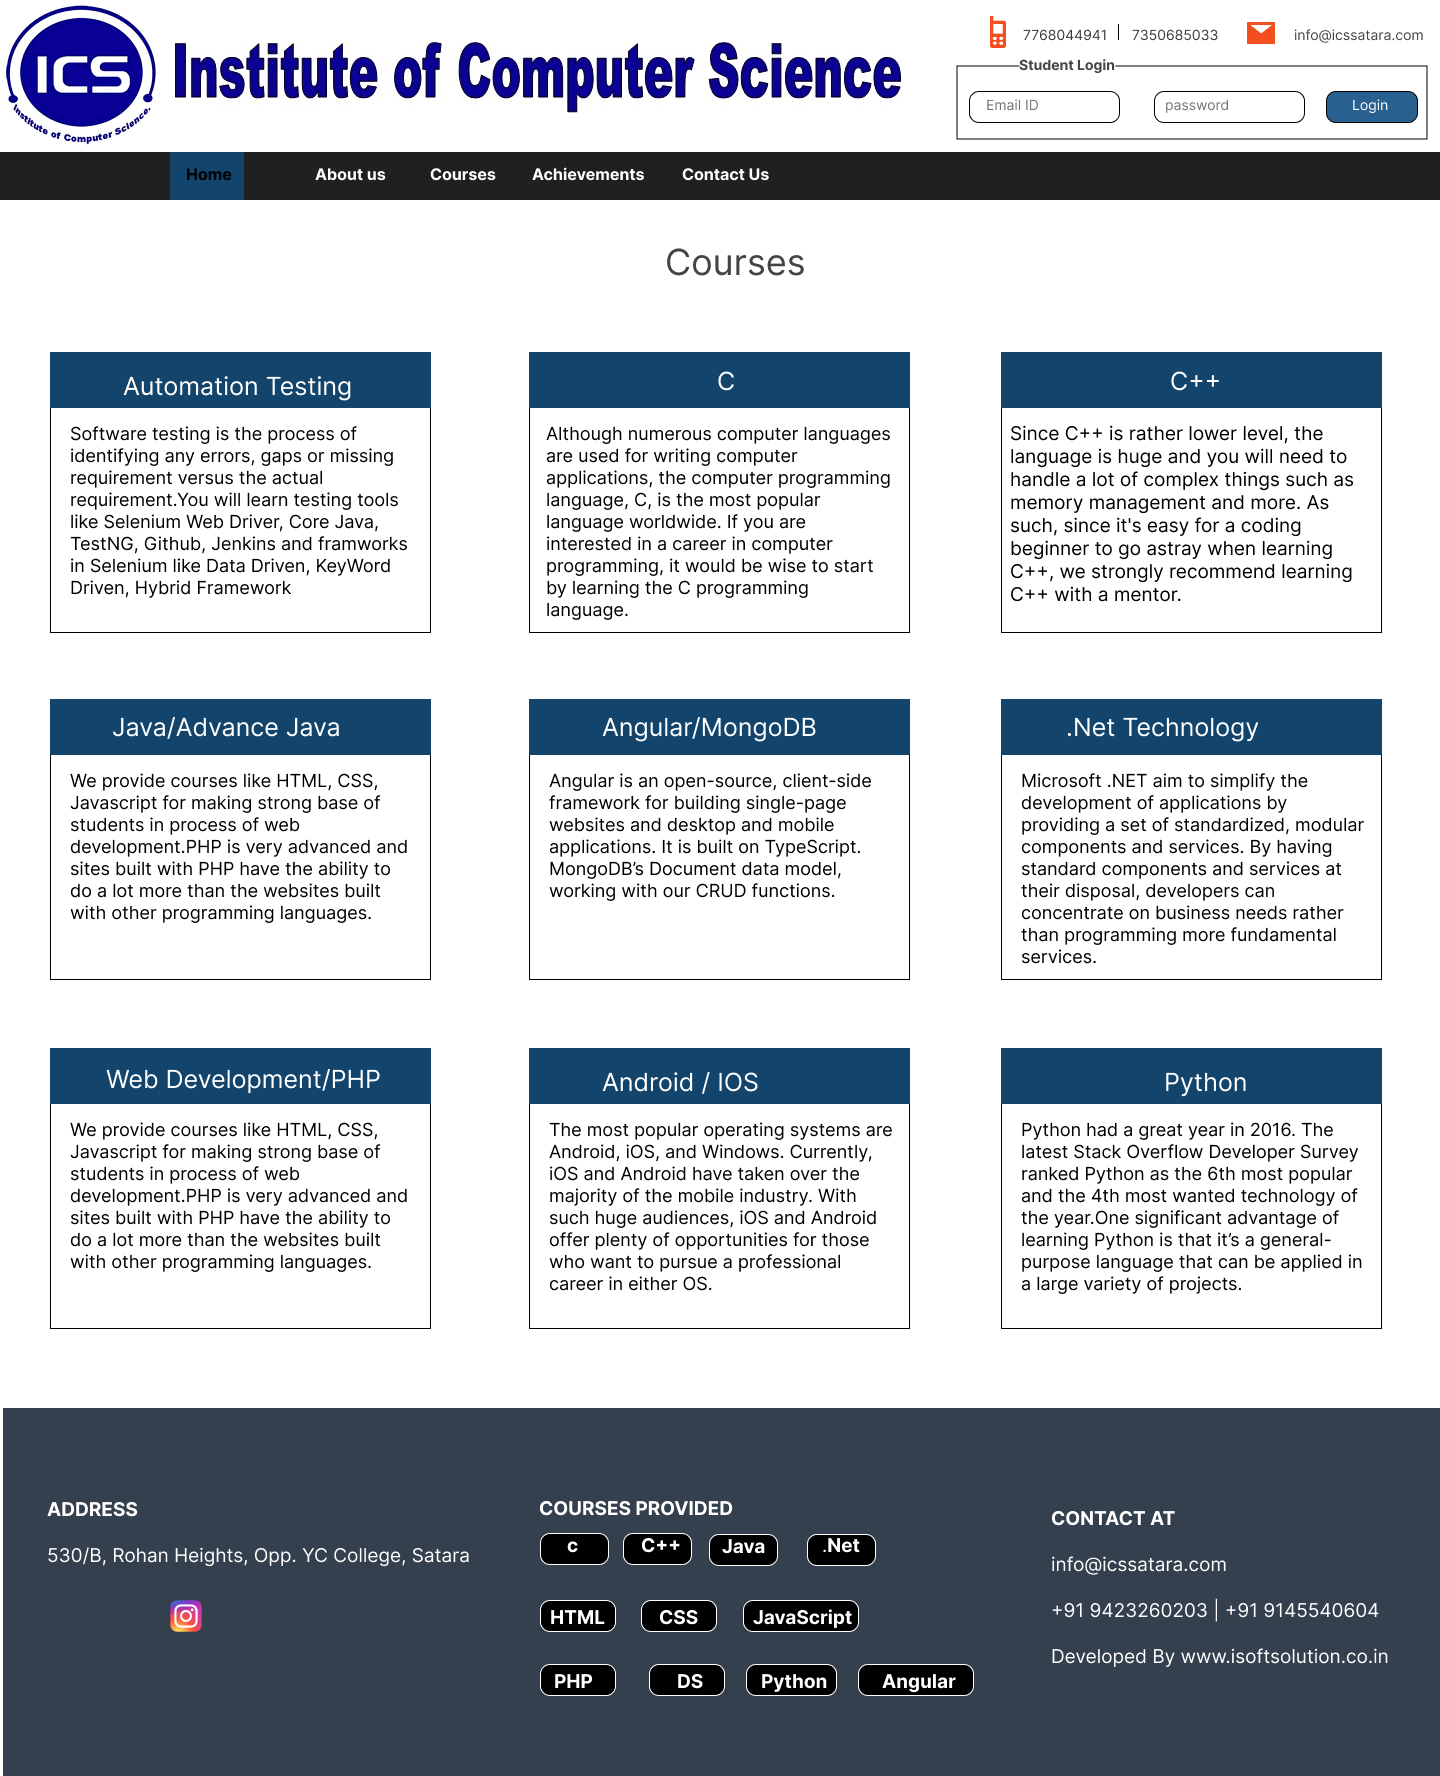 ICS
Institute of Computer Science.
Institute of Computer Science
7768044941 | 7350685033
info@icssatara.com
Student Login
Email ID
password
Login
Home
About us
Courses
Achievements
Contact Us
Courses
Automation Testing
Software testing is the process of
identifying any errors, gaps or missing
requirement versus the actual
requirement.You will learn testing tools
like Selenium Web Driver, Core Java,
TestNG, Github, Jenkins and framworks
in Selenium like Data Driven, KeyWord
Driven, Hybrid Framework
C
Although numerous computer languages
are used for writing computer
applications, the computer programming
language, C, is the most popular
language worldwide. If you are
interested in a career in computer
programming, it would be wise to start
by learning the C programming
language.
C++
Since C++ is rather lower level, the
language is huge and you will need to
handle a lot of complex things such as
memory management and more. As
such, since it's easy for a coding
beginner to go astray when learning
C++, we strongly recommend learning
C++ with a mentor.
Java/Advance Java
We provide courses like HTML, CSS,
Javascript for making strong base of
students in process of web
development.PHP is very advanced and
sites built with PHP have the ability to
do a lot more than the websites built
with other programming languages.
Angular/MongoDB
Angular is an open-source, client-side
framework for building single-page
websites and desktop and mobile
applications. It is built on TypeScript.
MongoDB’s Document data model,
working with our CRUD functions.
.Net Technology
Microsoft .NET aim to simplify the
development of applications by
providing a set of standardized, modular
components and services. By having
standard components and services at
their disposal, developers can
concentrate on business needs rather
than programming more fundamental
services.
Web Development/PHP
We provide courses like HTML, CSS,
Javascript for making strong base of
students in process of web
development.PHP is very advanced and
sites built with PHP have the ability to
do a lot more than the websites built
with other programming languages.
Android / IOS
The most popular operating systems are
Android, iOS, and Windows. Currently,
iOS and Android have taken over the
majority of the mobile industry. With
such huge audiences, iOS and Android
offer plenty of opportunities for those
who want to pursue a professional
career in either OS.
Python
Python had a great year in 2016. The
latest Stack Overflow Developer Survey
ranked Python as the 6th most popular
and the 4th most wanted technology of
the year.One significant advantage of
learning Python is that it’s a general-
purpose language that can be applied in
a large variety of projects.
ADDRESS
530/B, Rohan Heights, Opp. YC College, Satara
COURSES PROVIDED
c
C++
Java
.Net
HTML
CSS
JavaScript
PHP
DS
Python
Angular
CONTACT AT
info@icssatara.com
+91 9423260203 | +91 9145540604
Developed By www.isoftsolution.co.in